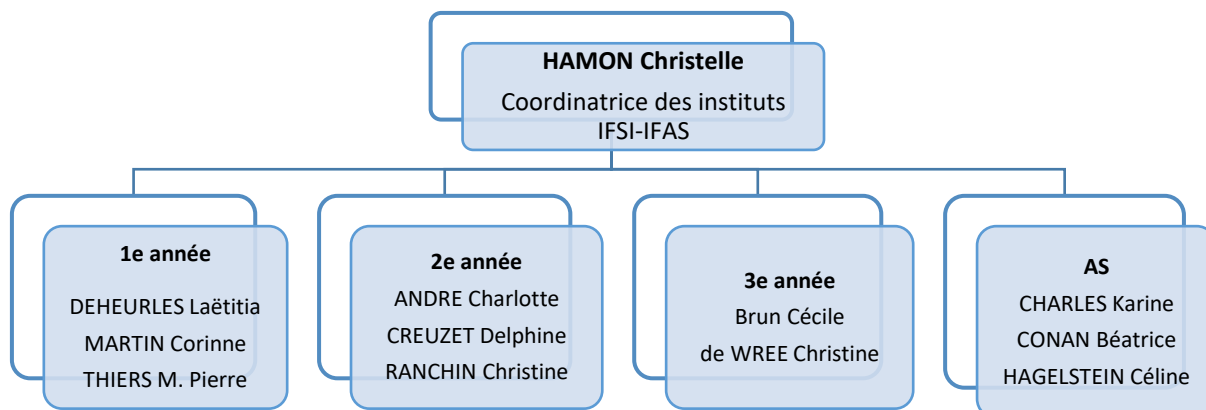 HAMON Christelle
Coordinatrice des instituts
IFSI-IFAS
1e année
DEHEURLES Laëtitia
MARTIN Corinne
THIERS M. Pierre
2e année
ANDRE Charlotte
CREUZET Delphine
RANCHIN Christine
3e année
Brun Cécile
de WREE Christine
AS
CHARLES Karine
CONAN Béatrice
HAGELSTEIN Céline